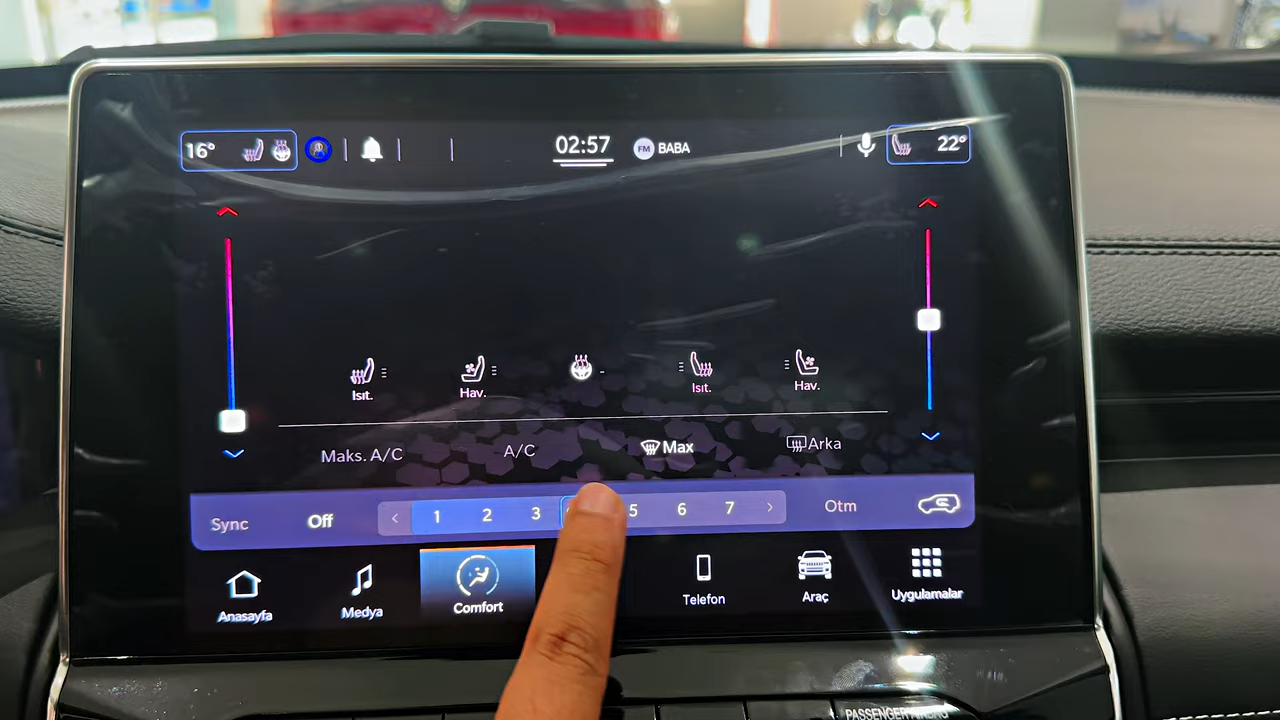 16°
02:57
FM BABA
22°
Isıt.
Hav.
Isıt.
Hav.
Maks. A/C
A/C
Max
Arka
Sync
Off
< 1 2 3 5 6 7 >
Otm
Anasayfa
Medya
Comfort
Telefon
Araç
Uygulamalar
PASSENGER AIRBAG